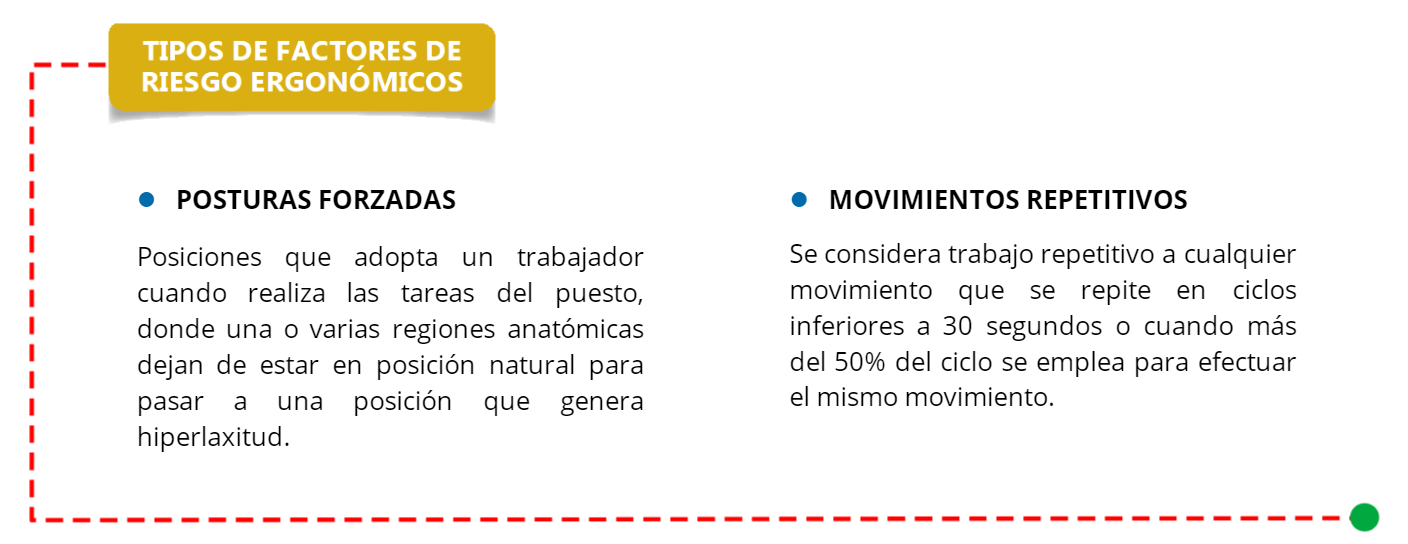 TIPOS DE FACTORES DE
RIESGO ERGONÓMICOS
POSTURAS FORZADAS
Posiciones que adopta un trabajador
cuando realiza las tareas del puesto,
donde una o varias regiones anatómicas
dejan de estar en posición natural para
pasar a una posición que genera
hiperlaxitud.
MOVIMIENTOS REPETITIVOS
Se considera trabajo repetitivo a cualquier
movimiento que se repite en ciclos
inferiores a 30 segundos o cuando más
del 50% del ciclo se emplea para efectuar
el mismo movimiento.